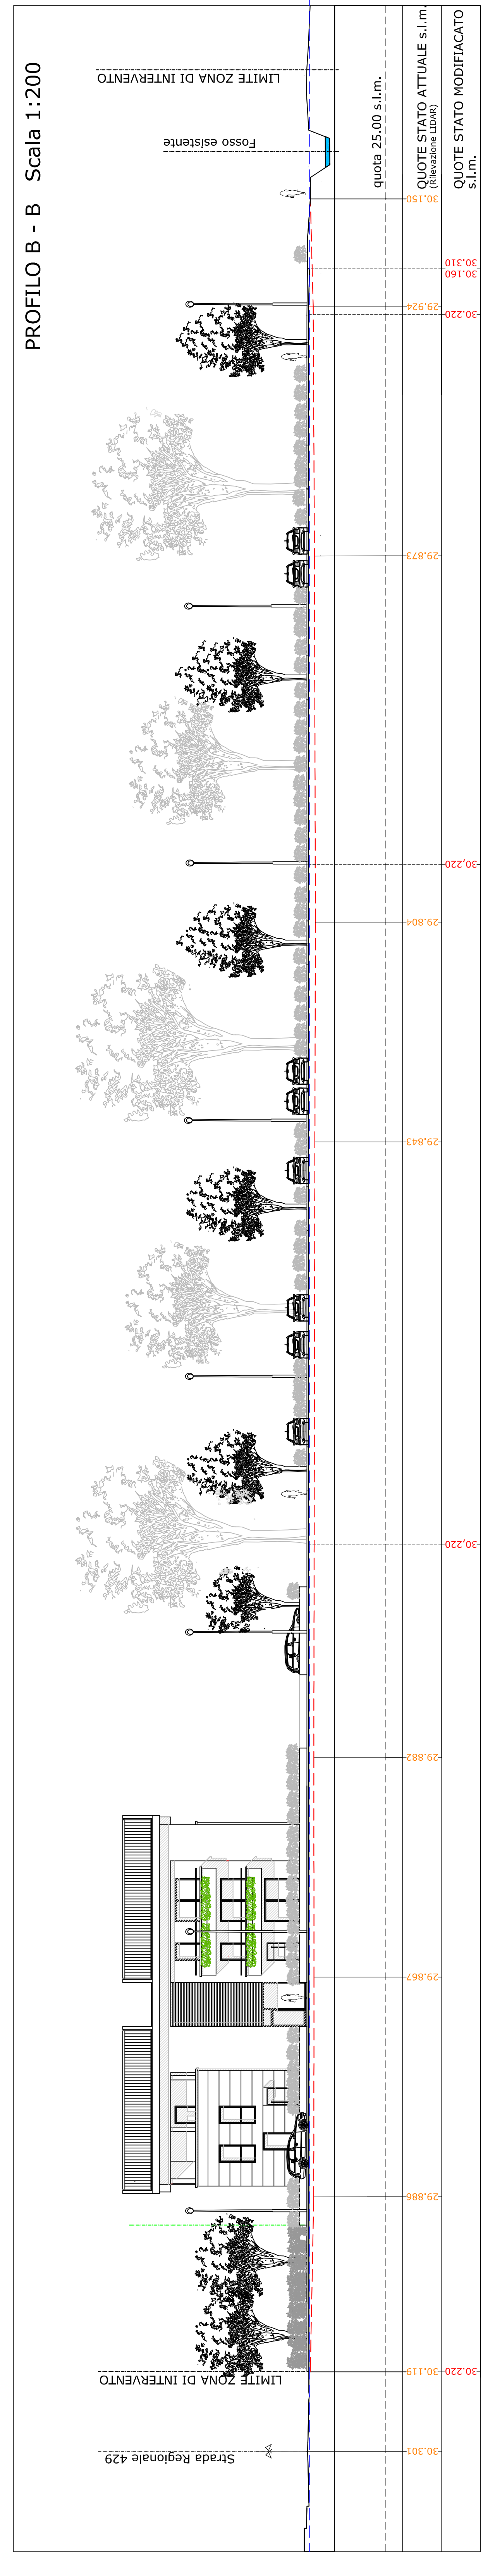 PROFILO B - B Scala 1:200
LIMITE ZONA DI INTERVENTO
Fosso esistente
quota 25.00 s.l.m.
QUOTE STATO ATTUALE s.l.m.
(Rilevazione LIDAR)
QUOTE STATO MODIFIACATO
s.l.m.
30.150
30.310
30.160
29.924
30.220
29.873
30,220
29.804
29.843
30,220
29.882
29.867
29.886
LIMITE ZONA DI INTERVENTO
30.119
30.220
Strada Regionale 429
30.301